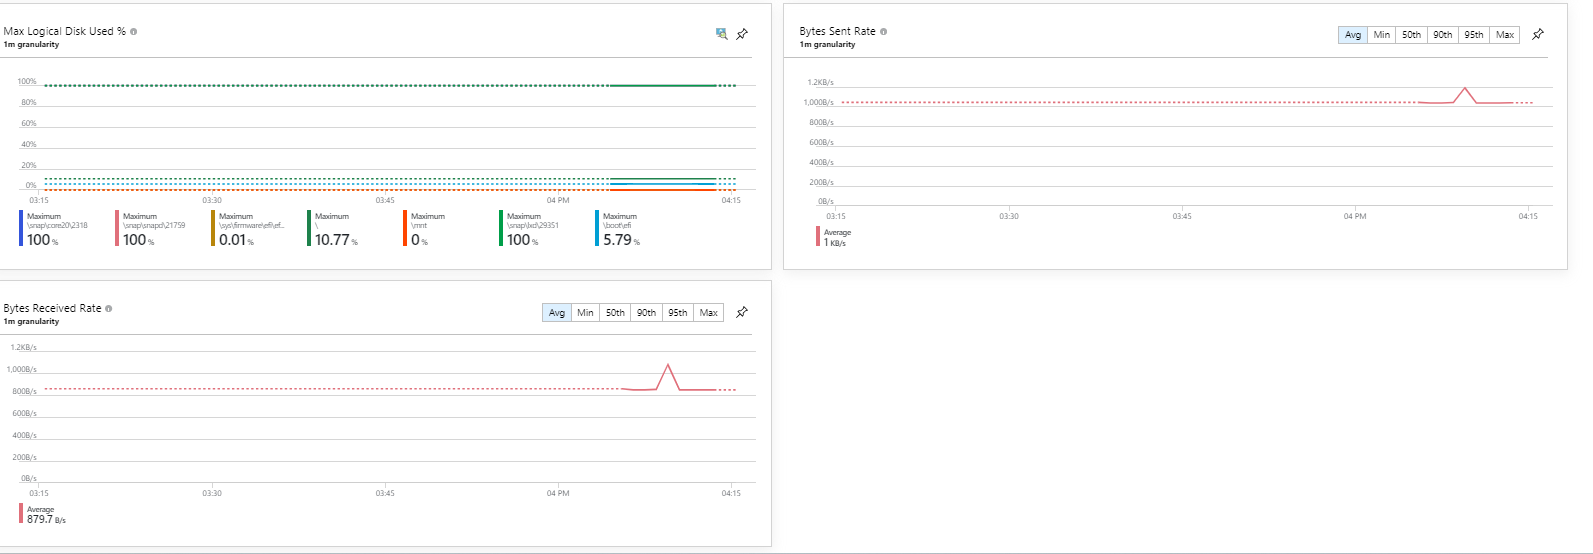 Max Logical Disk Used %
1m granularity
100%
80%
60%
40%
20%
0%
03:15 03:30 03:45 04 PM 04:15
Maximum
\snap\core20\2318
100 %
Maximum
\snap\snapd\21759
100 %
Maximum
\sys\firmware\efi\ef...
0.01 %
Maximum
\
10.77 %
Maximum
\mnt
0 %
Maximum
\snap\lxd\29351
100 %
Maximum
\boot\efi
5.79 %
Bytes Sent Rate
1m granularity
Avg Min 50th 90th 95th Max
1.2KB/s
1,000B/s
800B/s
600B/s
400B/s
200B/s
0B/s
03:15 03:30 03:45 04 PM 04:15
Average
1 KB/s
Bytes Received Rate
1m granularity
Avg Min 50th 90th 95th Max
1.2KB/s
1,000B/s
800B/s
600B/s
400B/s
200B/s
0B/s
03:15 03:30 03:45 04 PM 04:15
Average
879.7 B/s